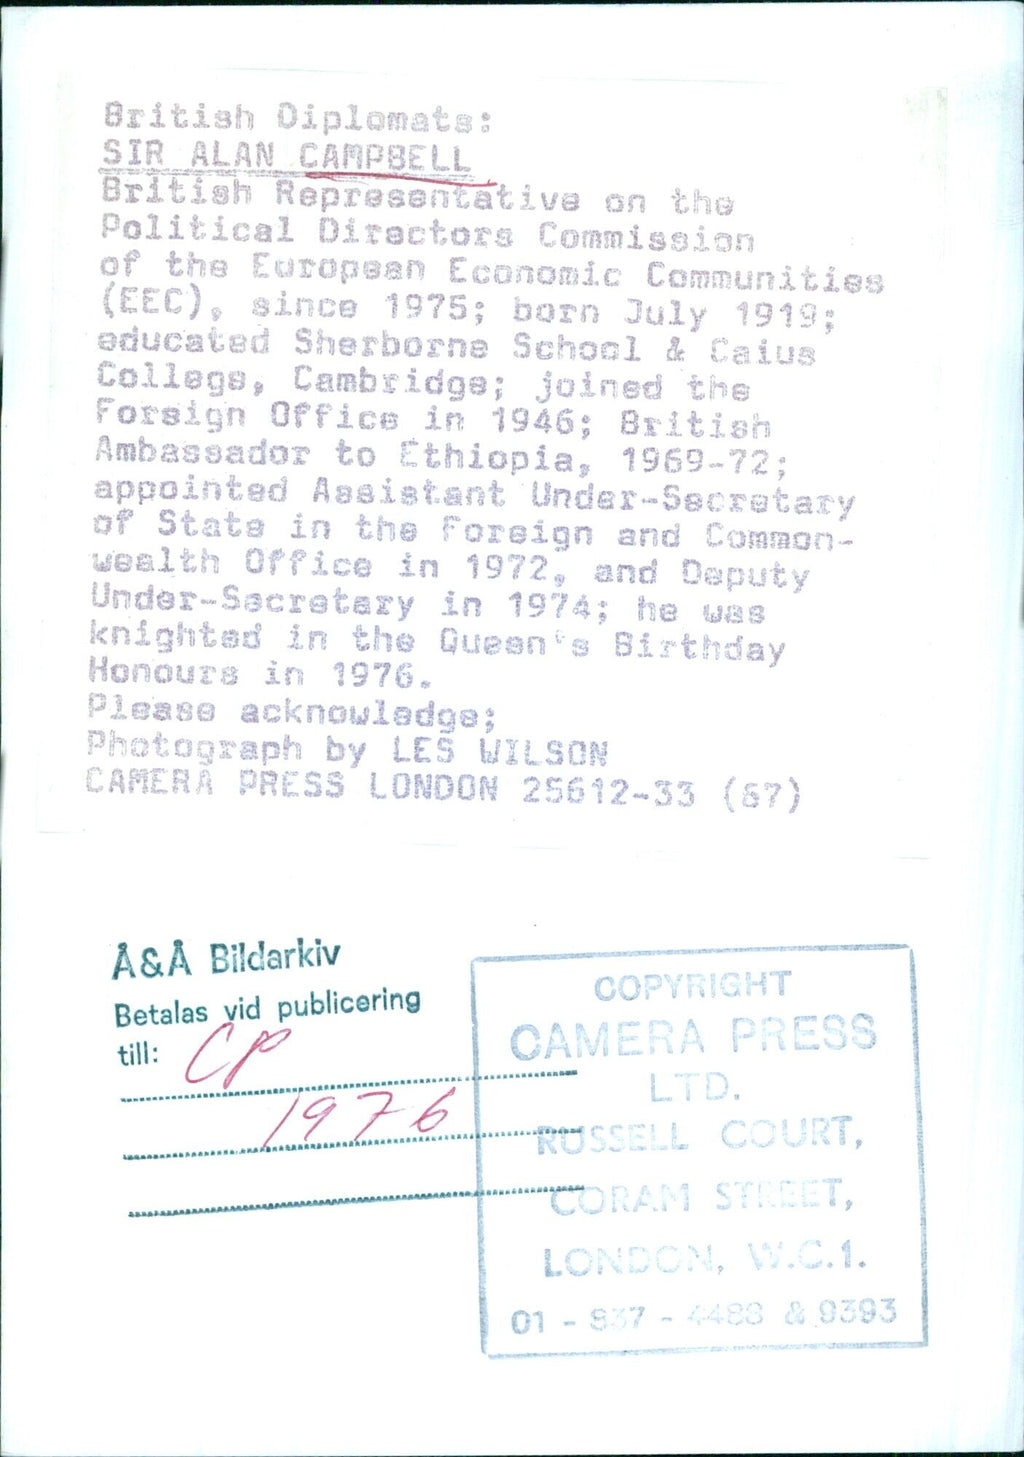 British Diplomats:
SIR ALAN CAMPBELL
British Representative on the
Political Directors Commission
of the European Economic Communities
(EEC), since 1975; born July 1919;
educated Sherborne School & Caius
College, Cambridge; joined the
Foreign Office in 1946; British
Ambassador to Ethiopia, 1969-72;
appointed Assistant Under-Secretary
of State in the Foreign and Common-
wealth Office in 1972, and Deputy
Under-Secretary in 1974; he was
knighted in the Queen's Birthday
Honours in 1976.
Please acknowledge;
Photograph by LES WILSON
CAMERA PRESS LONDON 25612-33 (67)
Å&Å Bildarkiv
Betalas vid publicering
till: CP
1976
COPYRIGHT
CAMERA PRESS
LTD.
RUSSELL COURT,
CORAM STREET,
LONDON, W.C.1.
01 - 837 - 4488 & 9393